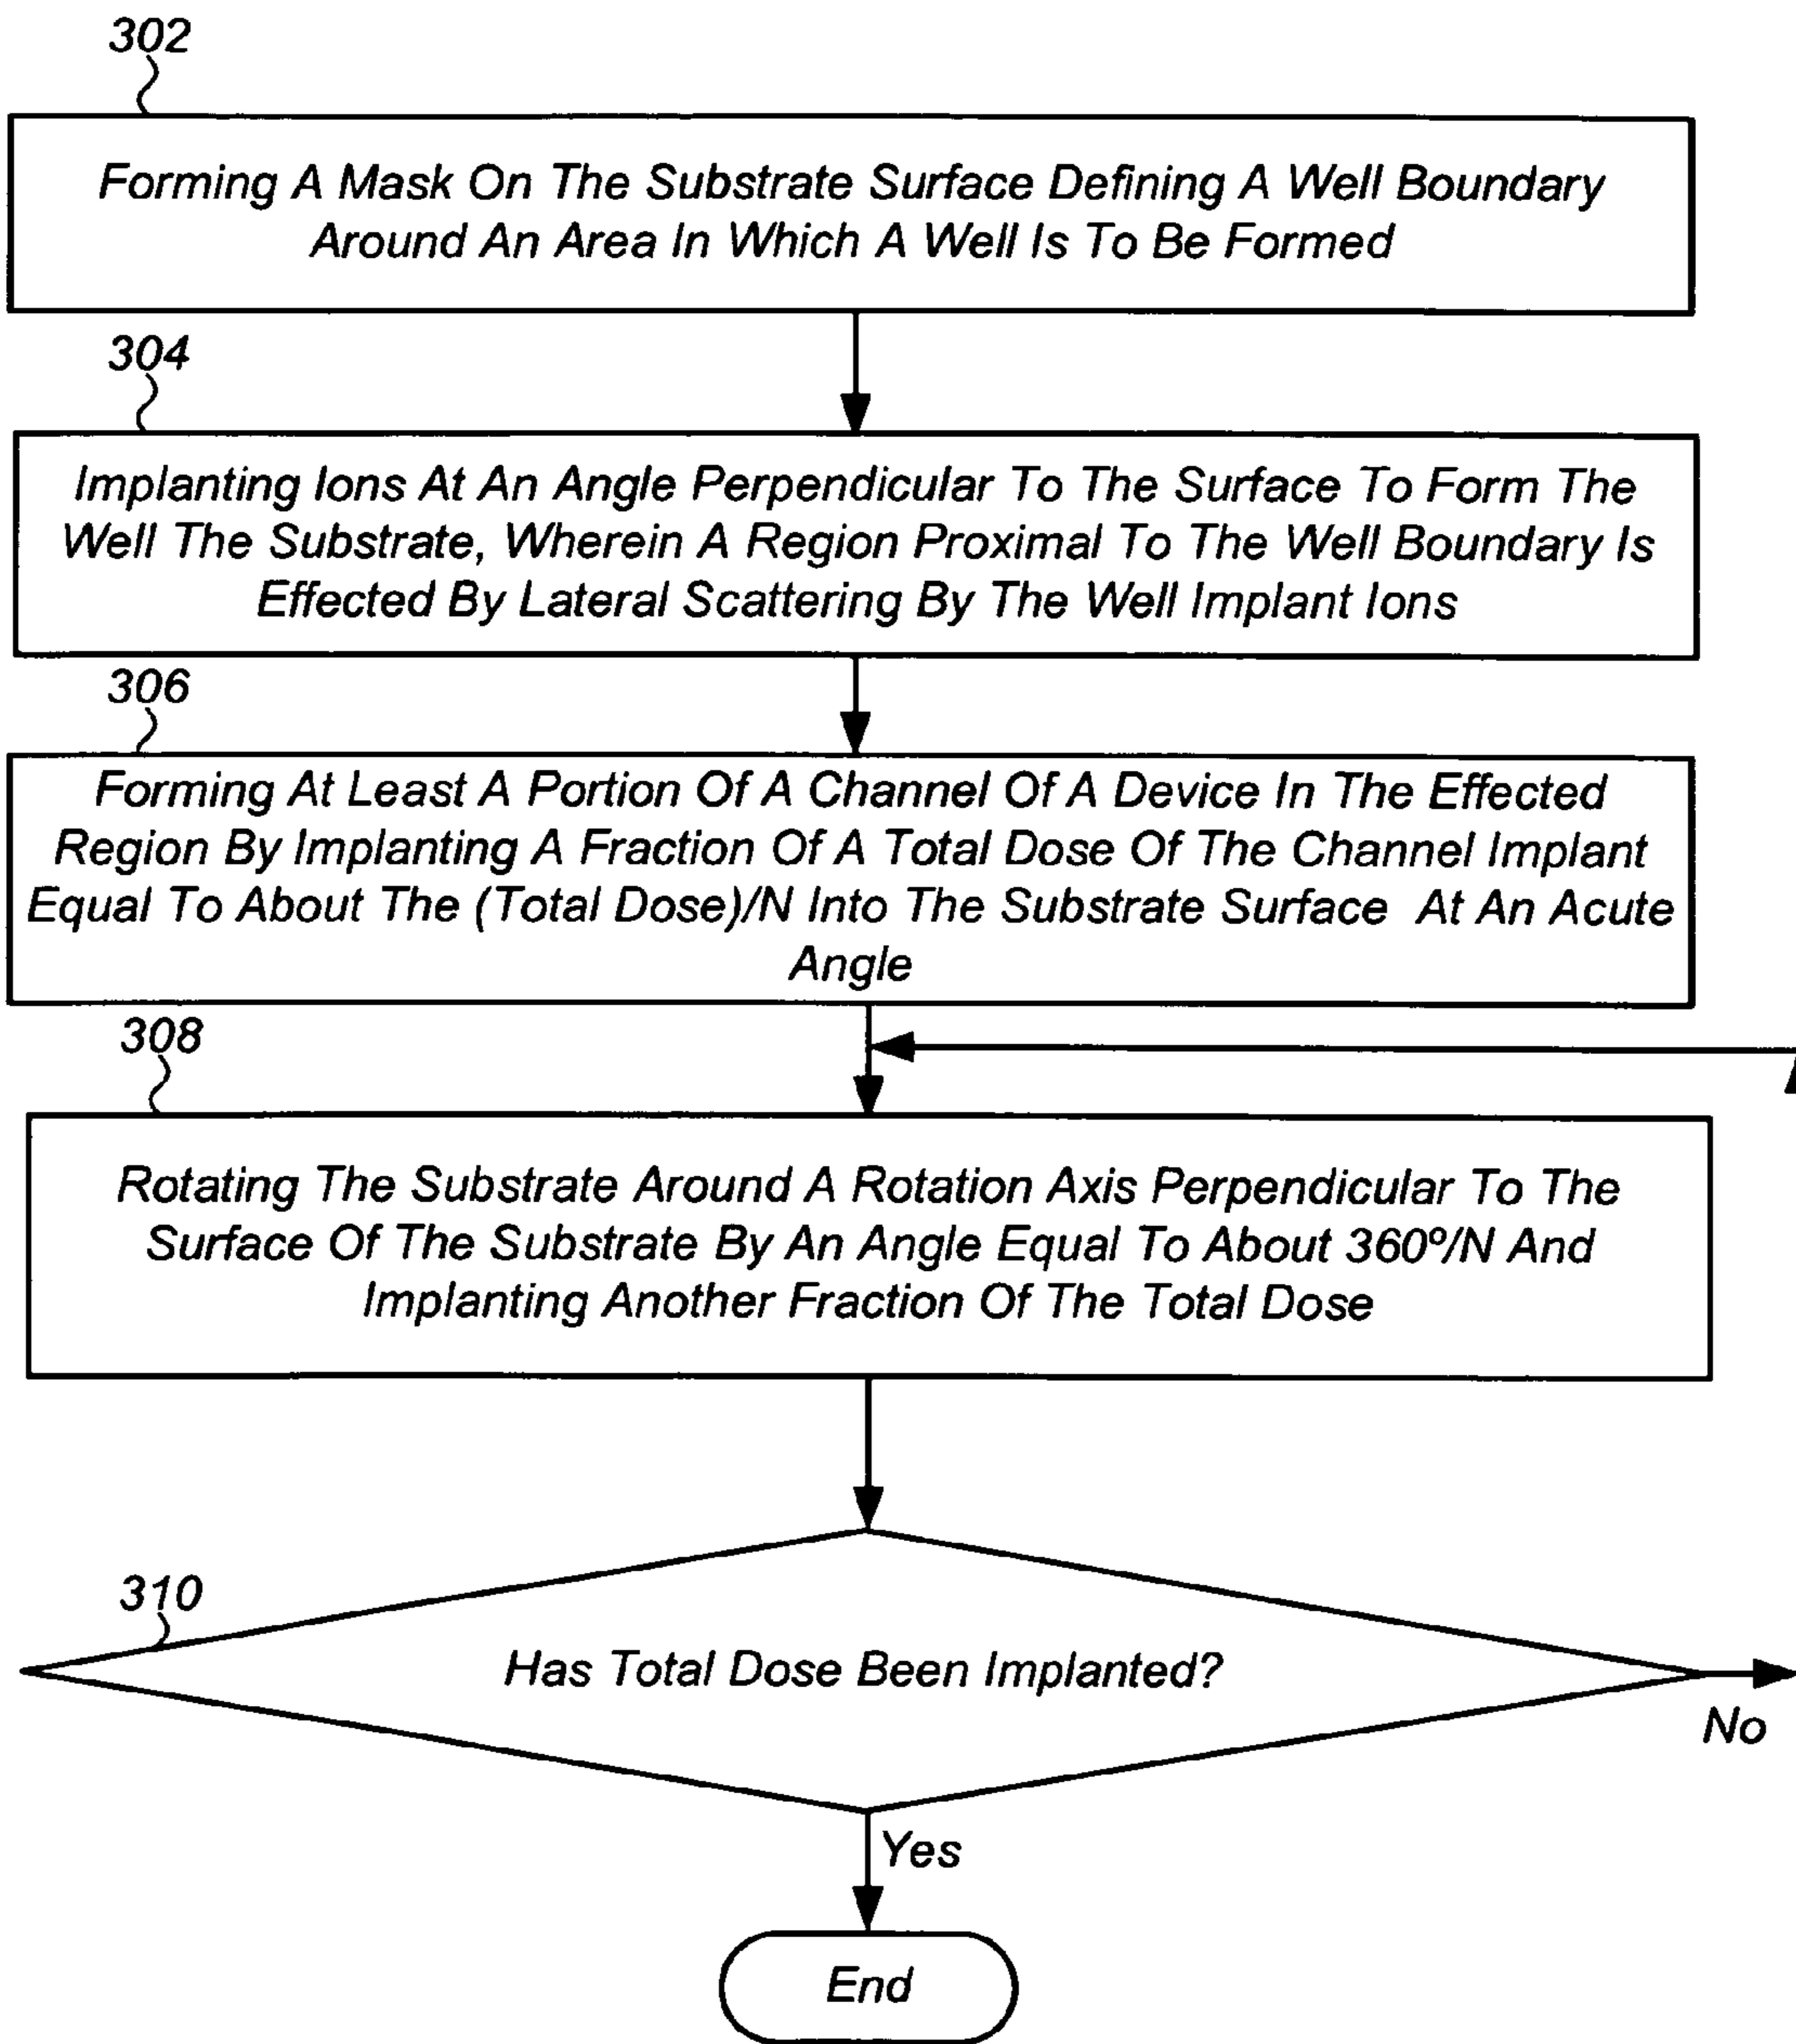 302
Forming A Mask On The Substrate Surface Defining A Well Boundary
Around An Area In Which A Well Is To Be Formed
304
Implanting Ions At An Angle Perpendicular To The Surface To Form The
Well The Substrate, Wherein A Region Proximal To The Well Boundary Is
Effected By Lateral Scattering By The Well Implant Ions
306
Forming At Least A Portion Of A Channel Of A Device In The Effected
Region By Implanting A Fraction Of A Total Dose Of The Channel Implant
Equal To About The (Total Dose)/N Into The Substrate Surface At An Acute
Angle
308
Rotating The Substrate Around A Rotation Axis Perpendicular To The
Surface Of The Substrate By An Angle Equal To About 360º/N And
Implanting Another Fraction Of The Total Dose
310
Has Total Dose Been Implanted?
No
Yes
End